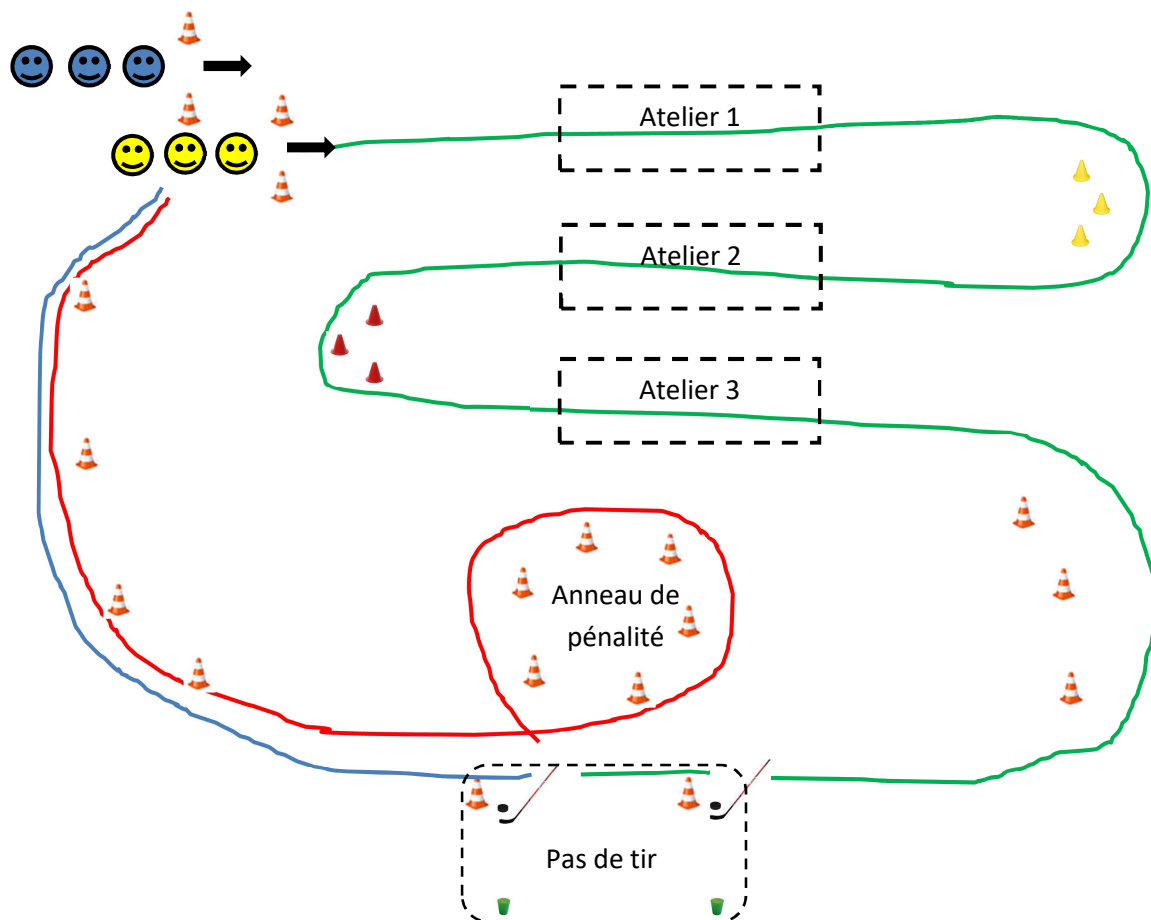 Atelier 1
Atelier 2
Atelier 3
Anneau de
pénalité
Pas de tir